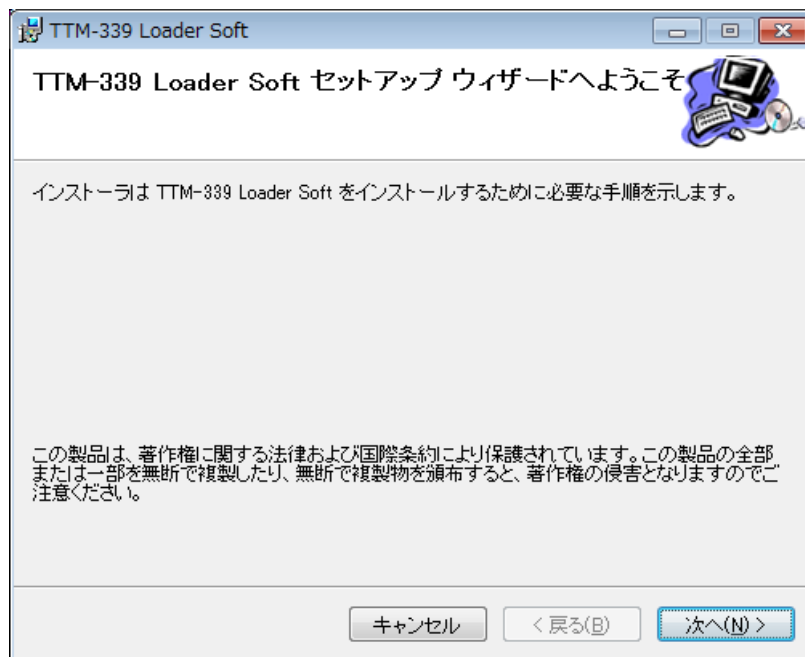 TTM-339 Loader Soft
TTM-339 Loader Soft セットアップ ウィザードへようこそ
インストーラは TTM-339 Loader Soft をインストールするために必要な手順を示します。
この製品は、著作権に関する法律および国際条約により保護されています。この製品の全部
または一部を無断で複製したり、無断で複製物を頒布すると、著作権の侵害となりますのでご
注意ください。
キャンセル
< 戻る(B)
次へ(N) >